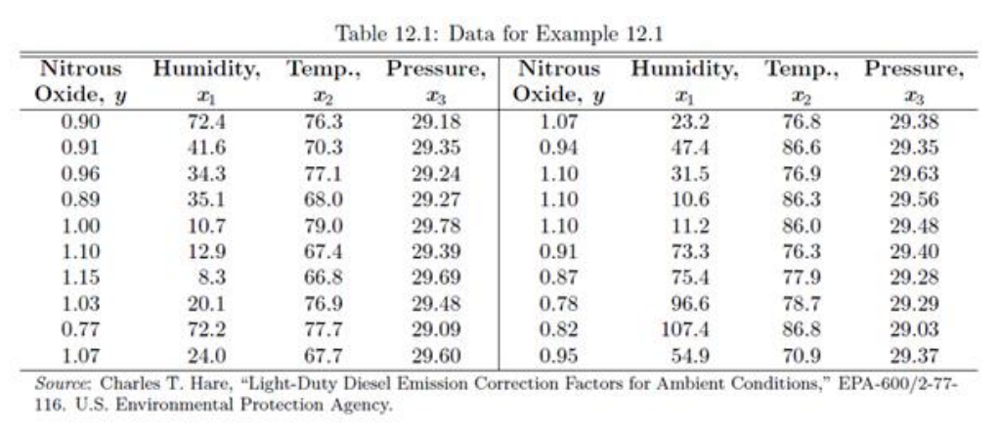 Table 12.1: Data for Example 12.1
Nitrous Humidity, Temp., Pressure, Nitrous Humidity, Temp., Pressure,
Oxide, y x₁ x₂ x₃ Oxide, y x₁ x₂ x₃
0.90 72.4 76.3 29.18 1.07 23.2 76.8 29.38
0.91 41.6 70.3 29.35 0.94 47.4 86.6 29.35
0.96 34.3 77.1 29.24 1.10 31.5 76.9 29.63
0.89 35.1 68.0 29.27 1.10 10.6 86.3 29.56
1.00 10.7 79.0 29.78 1.10 11.2 86.0 29.48
1.10 12.9 67.4 29.39 0.91 73.3 76.3 29.40
1.15 8.3 66.8 29.69 0.87 75.4 77.9 29.28
1.03 20.1 76.9 29.48 0.78 96.6 78.7 29.29
0.77 72.2 77.7 29.09 0.82 107.4 86.8 29.03
1.07 24.0 67.7 29.60 0.95 54.9 70.9 29.37
Source: Charles T. Hare, “Light-Duty Diesel Emission Correction Factors for Ambient Conditions,” EPA-600/2-77-
116. U.S. Environmental Protection Agency.